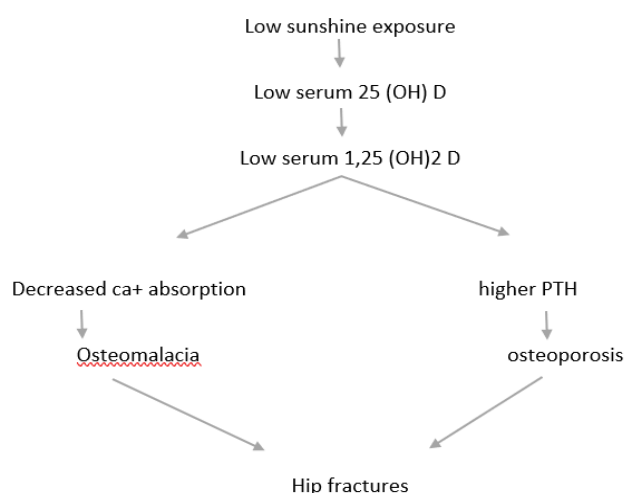 Low sunshine exposure
Low serum 25 (OH) D
Low serum 1,25 (OH)2 D
Decreased ca+ absorption
higher PTH
Osteomalacia
osteoporosis
Hip fractures